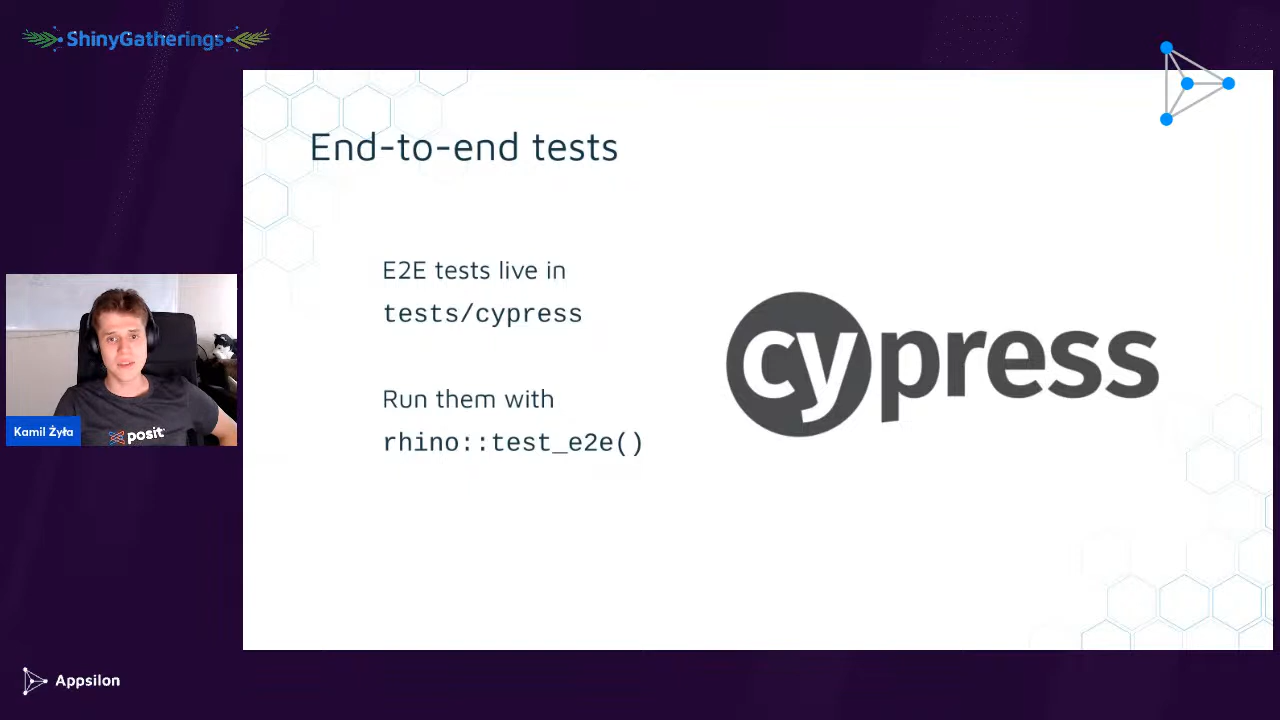 ShinyGatherings
End-to-end tests
E2E tests live in
tests/cypress
Run them with
rhino::test_e2e()
cypress
posit
Kamil Żyła
Appsilon